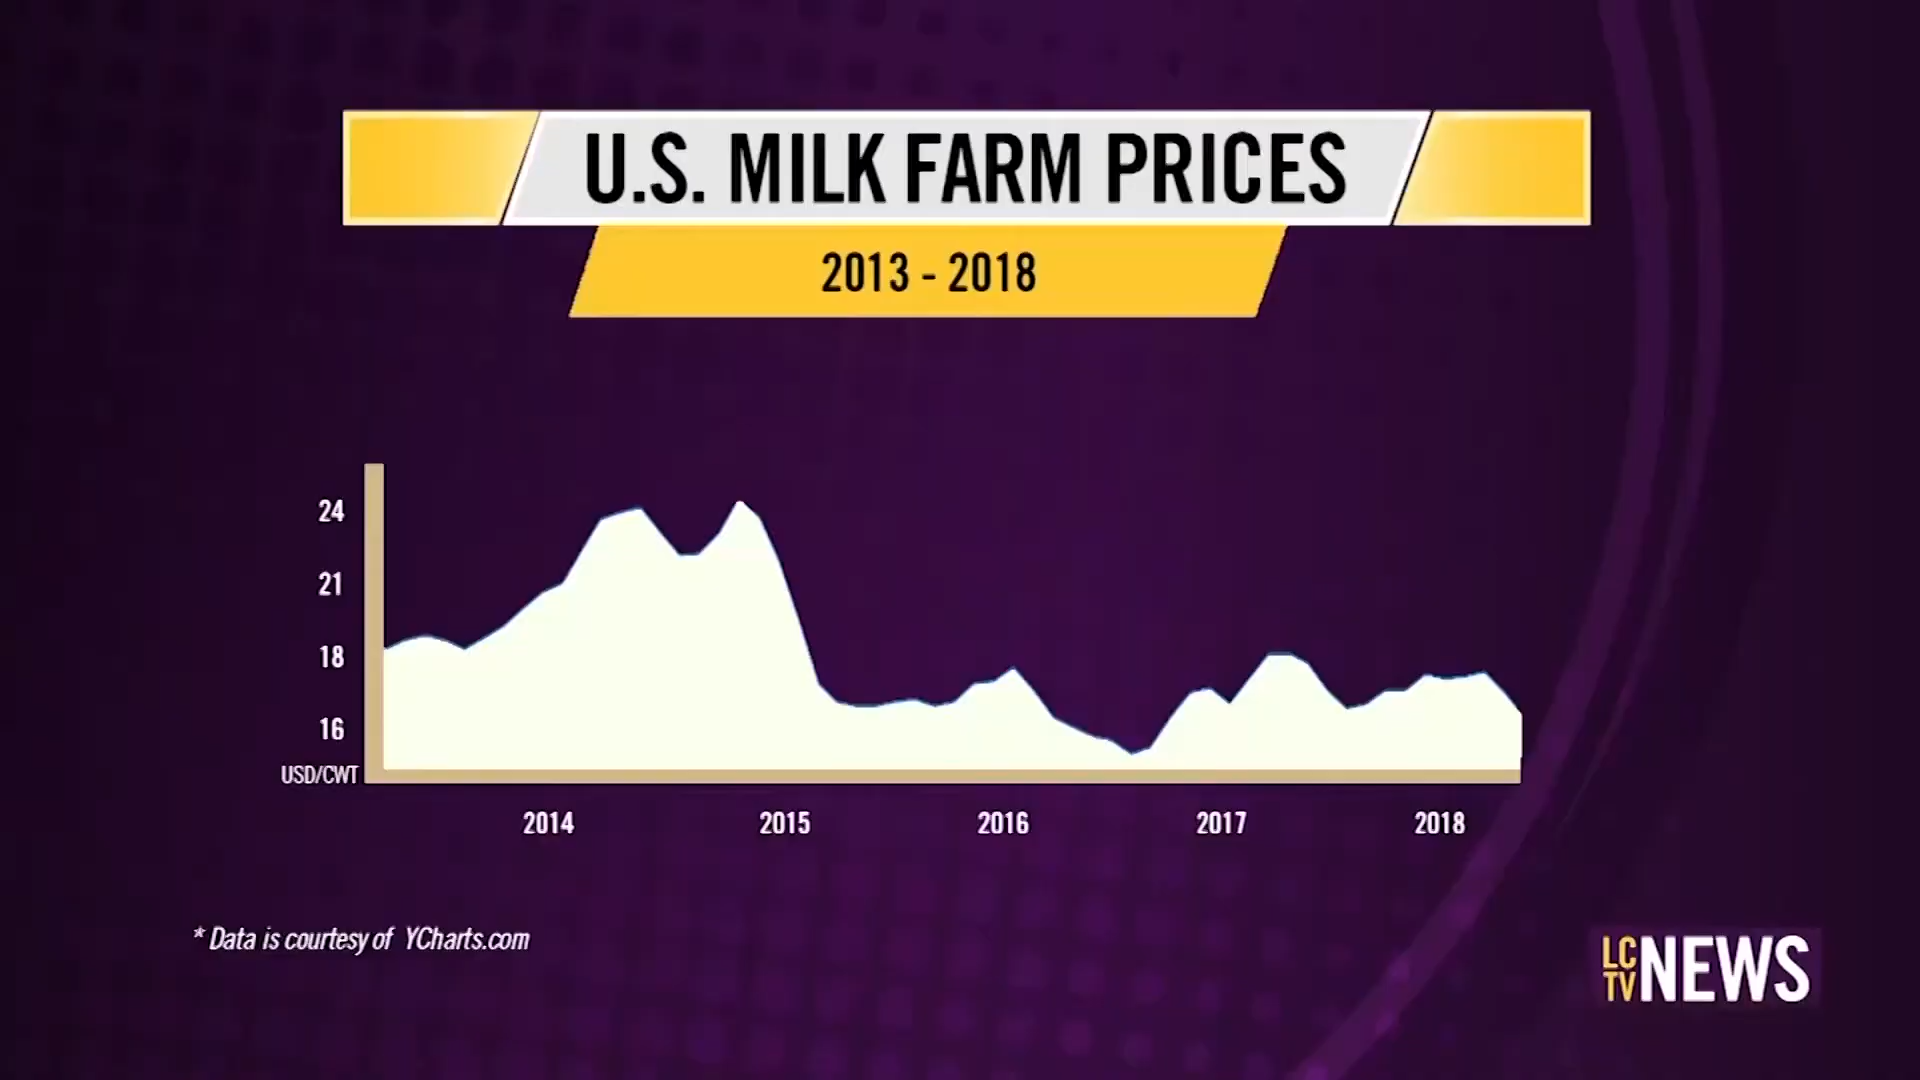 U.S. MILK FARM PRICES
2013 - 2018
24
21
18
16
USD/CWT
2014 2015 2016 2017 2018
* Data is courtesy of YCharts.com
LC
TV
NEWS